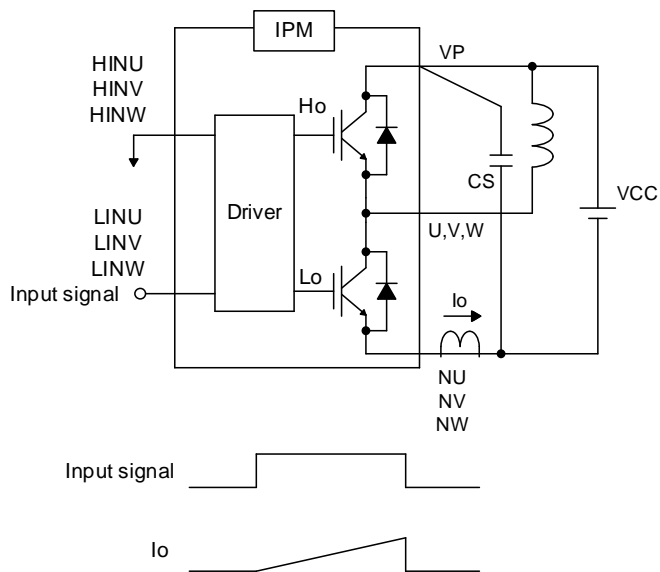 IPM
VP
HINU
HINV
HINW
Ho
Driver
CS
VCC
U,V,W
LINU
LINV
LINW
Input signal
Lo
Io
NU
NV
NW
Input signal
Io